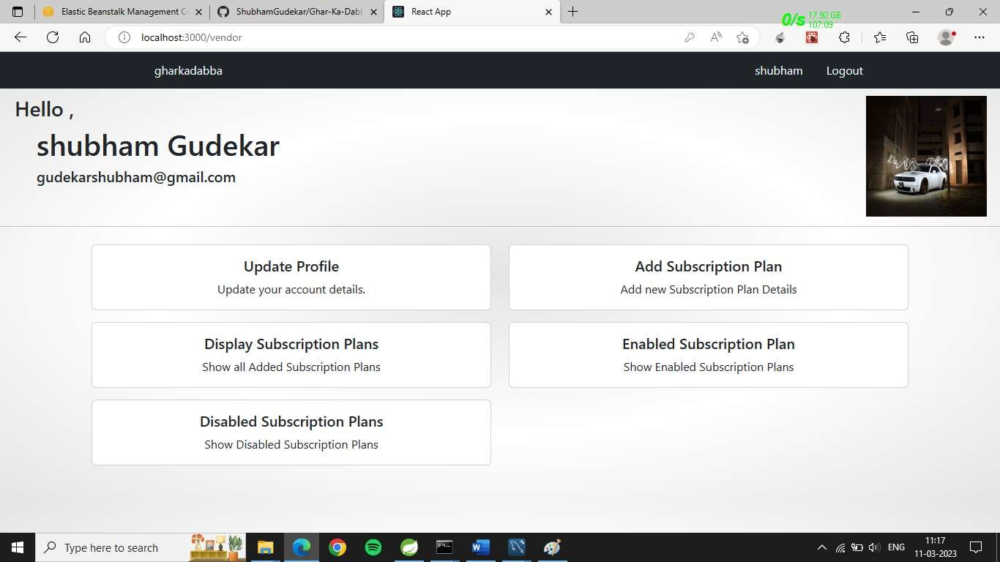 Elastic Beanstalk Management Co
ShubhamGudekar/Ghar-Ka-Dabb
React App
0/s 17.92 GB
107:09
localhost:3000/vendor
gharkadabba
shubham
Logout
Hello ,
shubham Gudekar
gudekarshubham@gmail.com
Update Profile
Update your account details.
Add Subscription Plan
Add new Subscription Plan Details
Display Subscription Plans
Show all Added Subscription Plans
Enabled Subscription Plan
Show Enabled Subscription Plans
Disabled Subscription Plans
Show Disabled Subscription Plans
Type here to search
ENG
11:17
11-03-2023